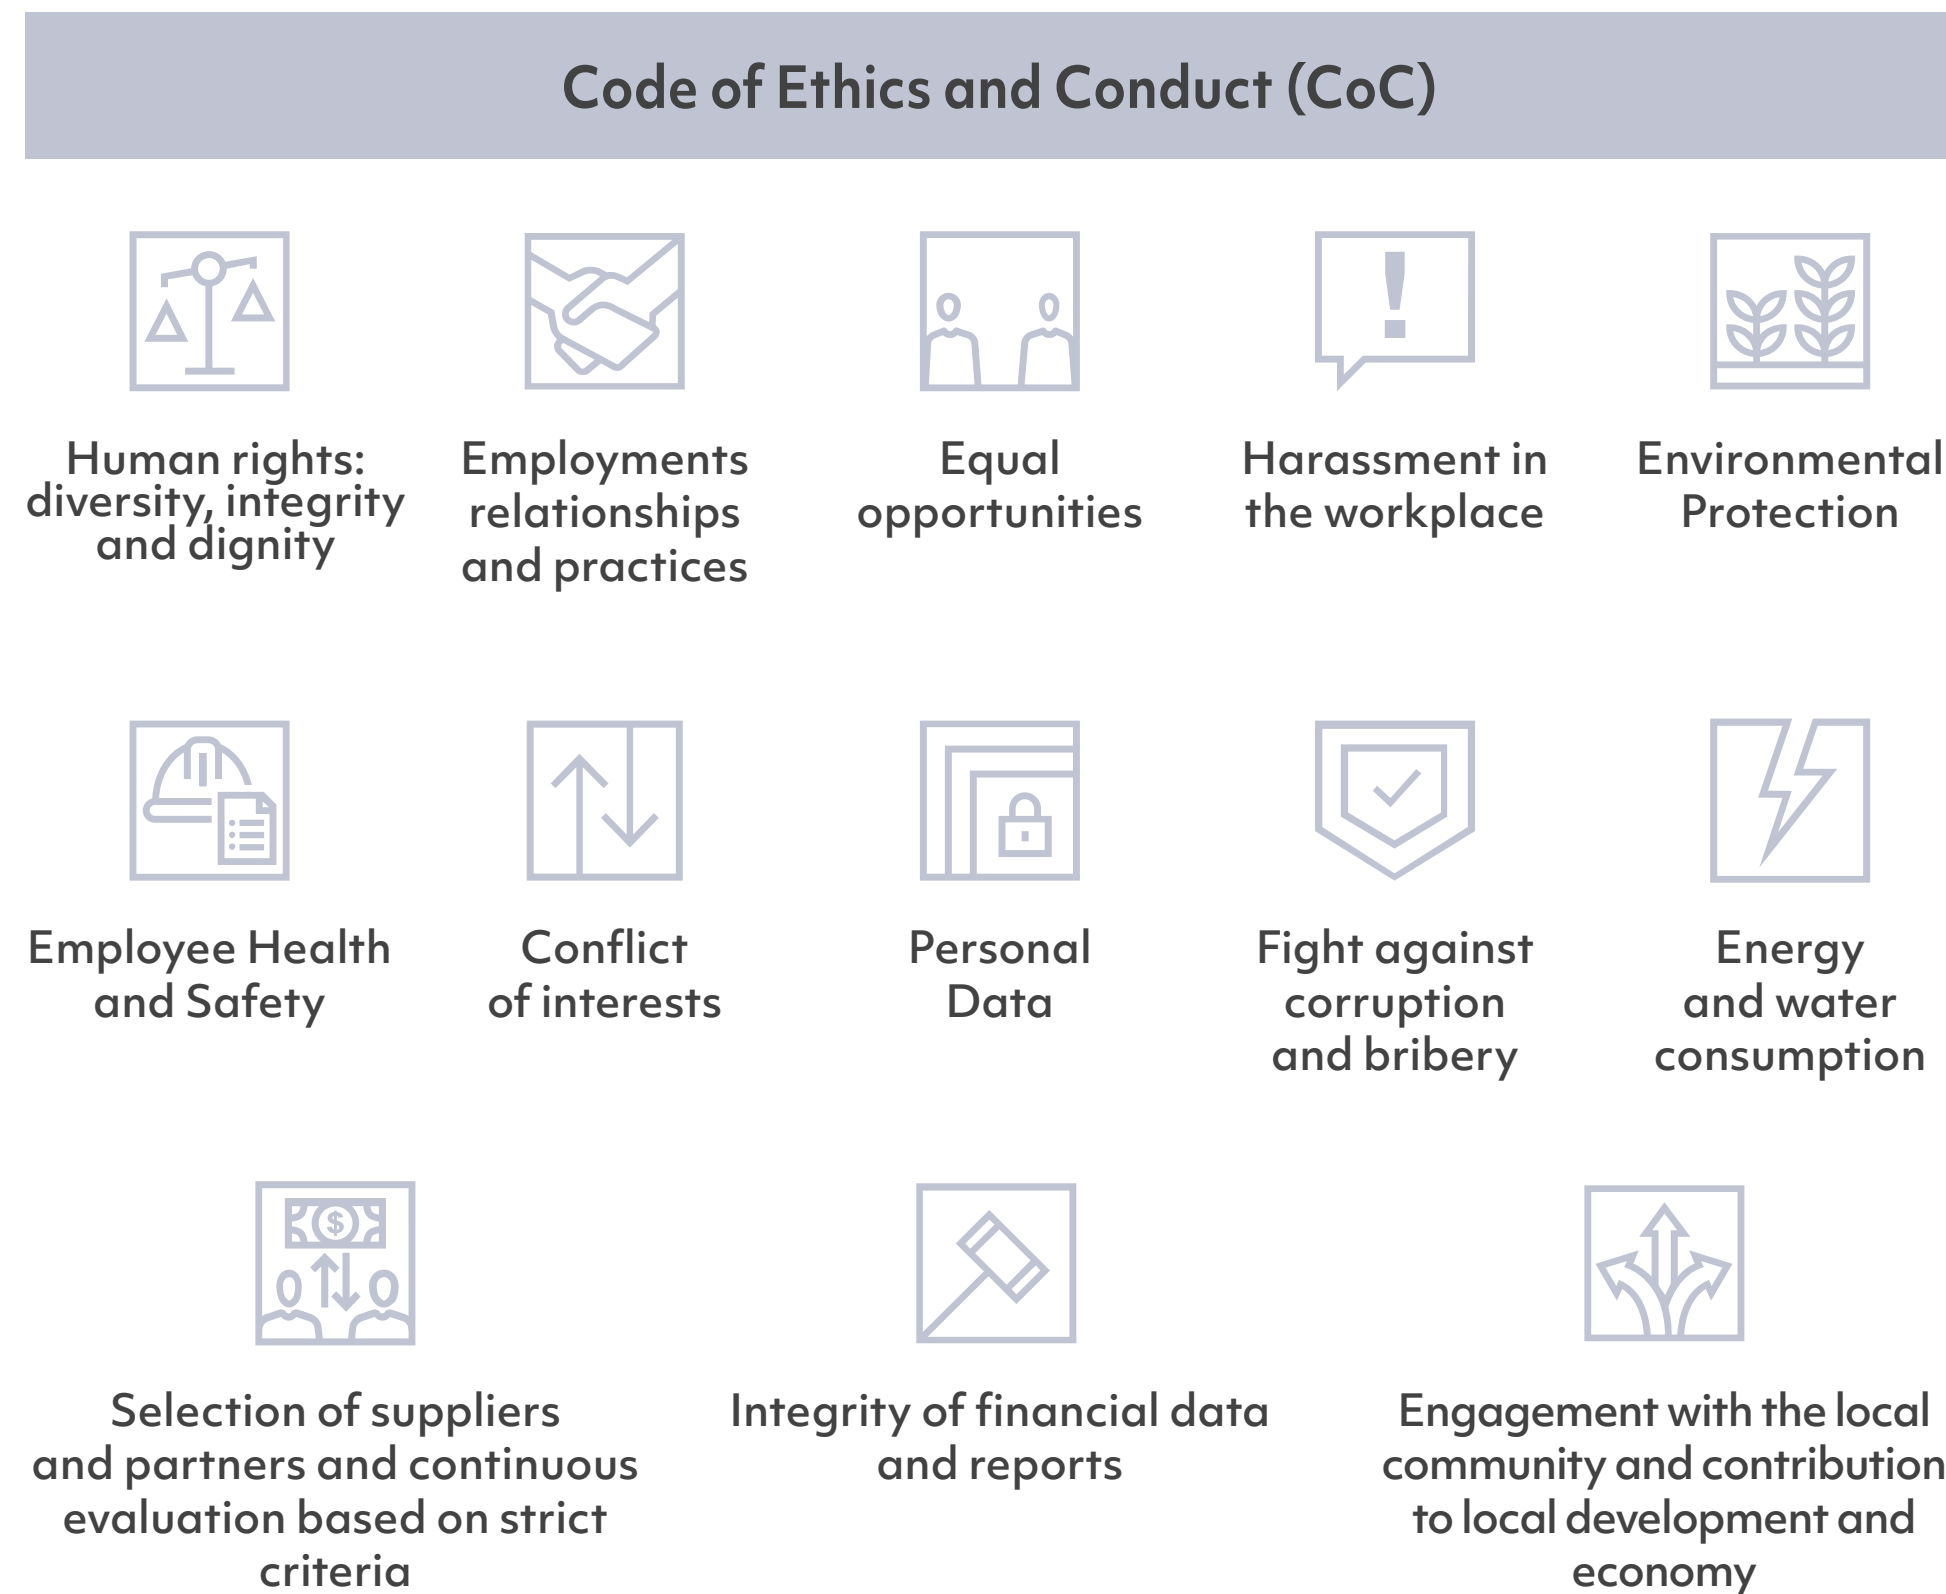 Code of Ethics and Conduct (CoC)
Human rights:
diversity, integrity
and dignity
Employments
relationships
and practices
Equal
opportunities
!
Harassment in
the workplace
Environmental
Protection
Employee Health
and Safety
Conflict
of interests
Personal
Data
Fight against
corruption
and bribery
Energy
and water
consumption
$
Selection of suppliers
and partners and continuous
evaluation based on strict
criteria
Integrity of financial data
and reports
Engagement with the local
community and contribution
to local development and
economy